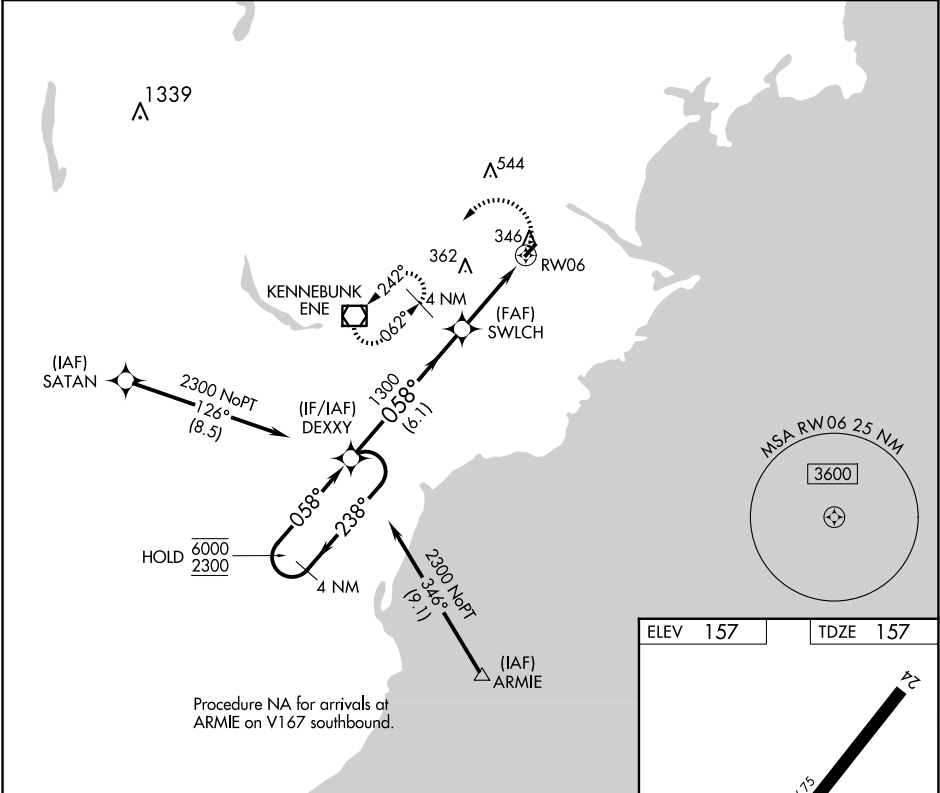 1339
544
346
RW06
362
KENNEBUNK
ENE
242°
062°
4 NM
(FAF)
SWLCH
(IAF)
SATAN
2300 NoPT
126°
(8.5)
(IF/IAF)
DEXXY
1300
058°
(6.1)
058°
238°
HOLD
6000
2300
4 NM
2300 NoPT
346°
(9.1)
(IAF)
ARMIE
Procedure NA for arrivals at
ARMIE on V167 southbound.
MSA RW06 25 NM
3600
ELEV 157
TDZE 157
24